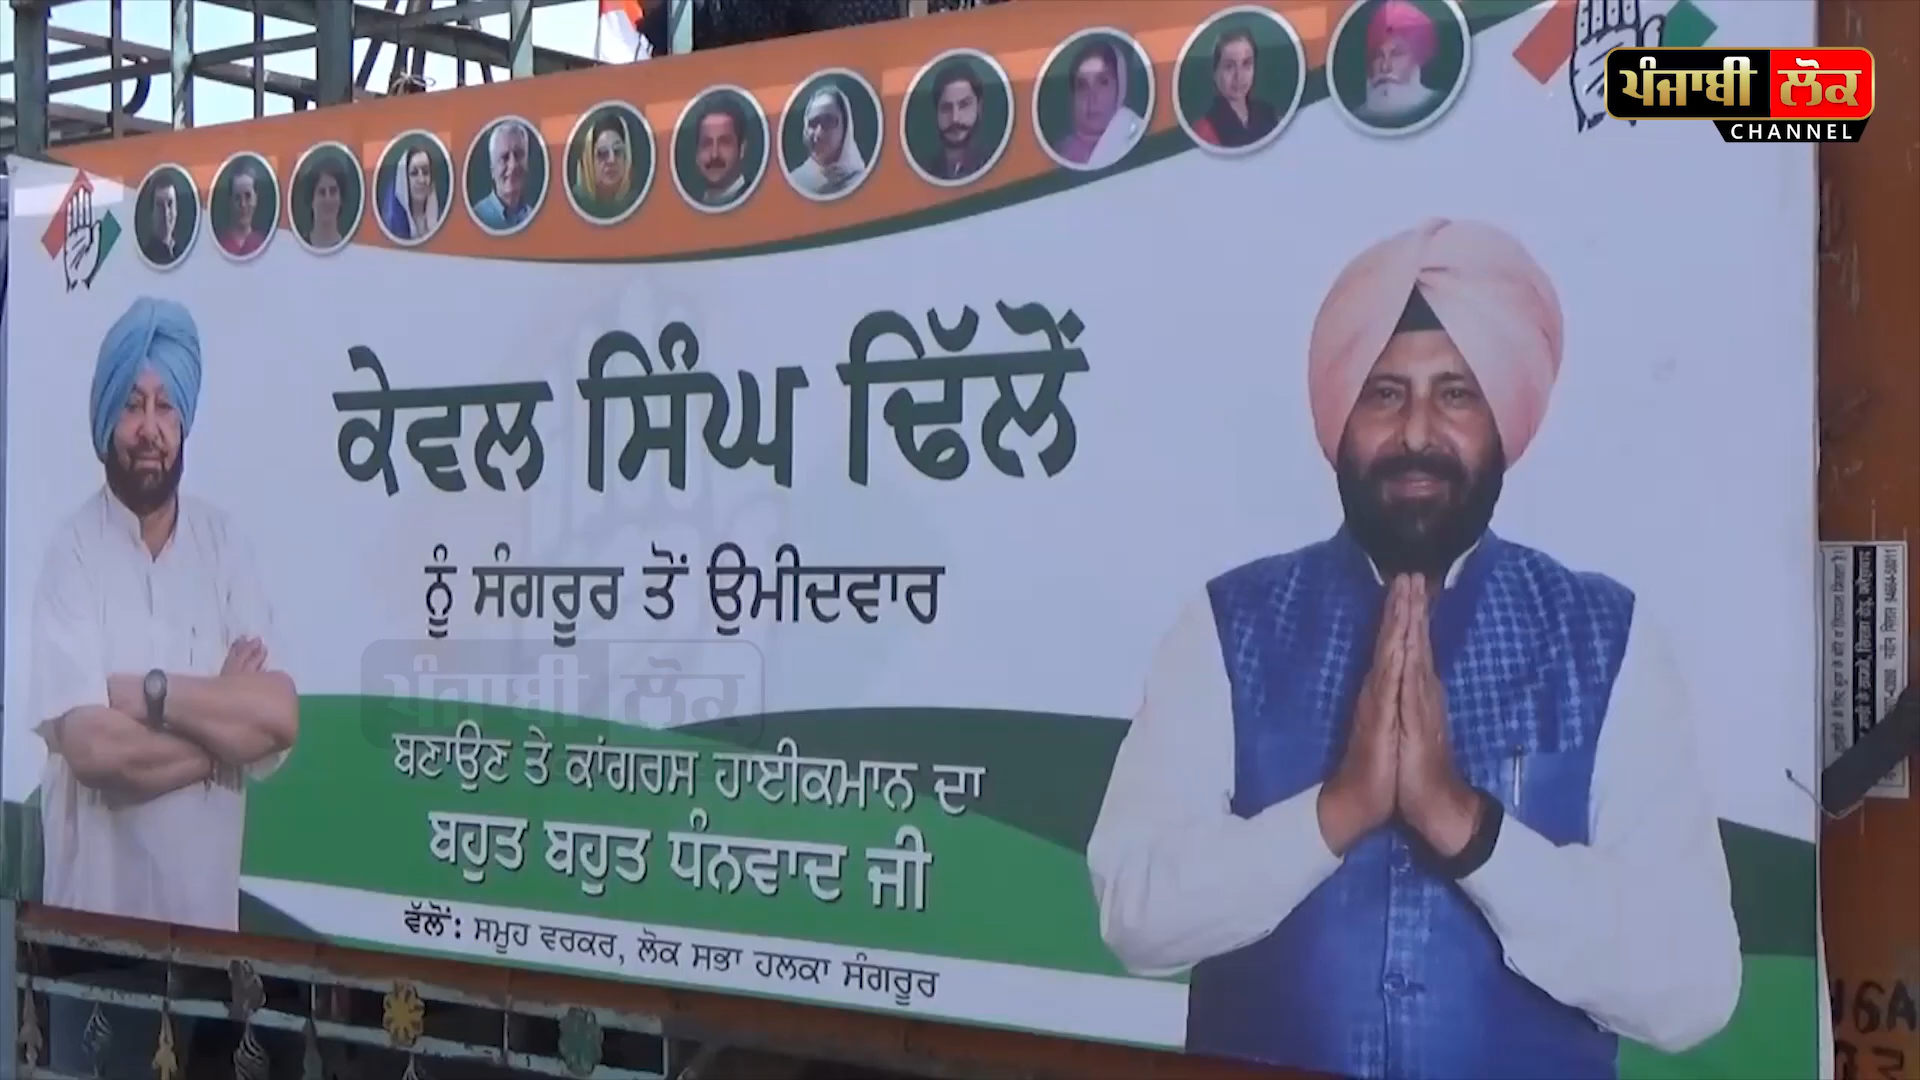 ਪੰਜਾਬੀ ਲੋਕ
CHANNEL
ਕੇਵਲ ਸਿੰਘ ਢਿੱਲੋਂ
ਨੂੰ ਸੰਗਰੂਰ ਤੋਂ ਉਮੀਦਵਾਰ
ਪੰਜਾਬੀ ਲੋਕ
ਬਣਾਉਣ ਤੇ ਕਾਂਗਰਸ ਹਾਈਕਮਾਨ ਦਾ
ਬਹੁਤ ਬਹੁਤ ਧੰਨਵਾਦ ਜੀ
ਵੱਲੋਂ: ਸਮੂਹ ਵਰਕਰ, ਲੋਕ ਸਭਾ ਹਲਕਾ ਸੰਗਰੂਰ